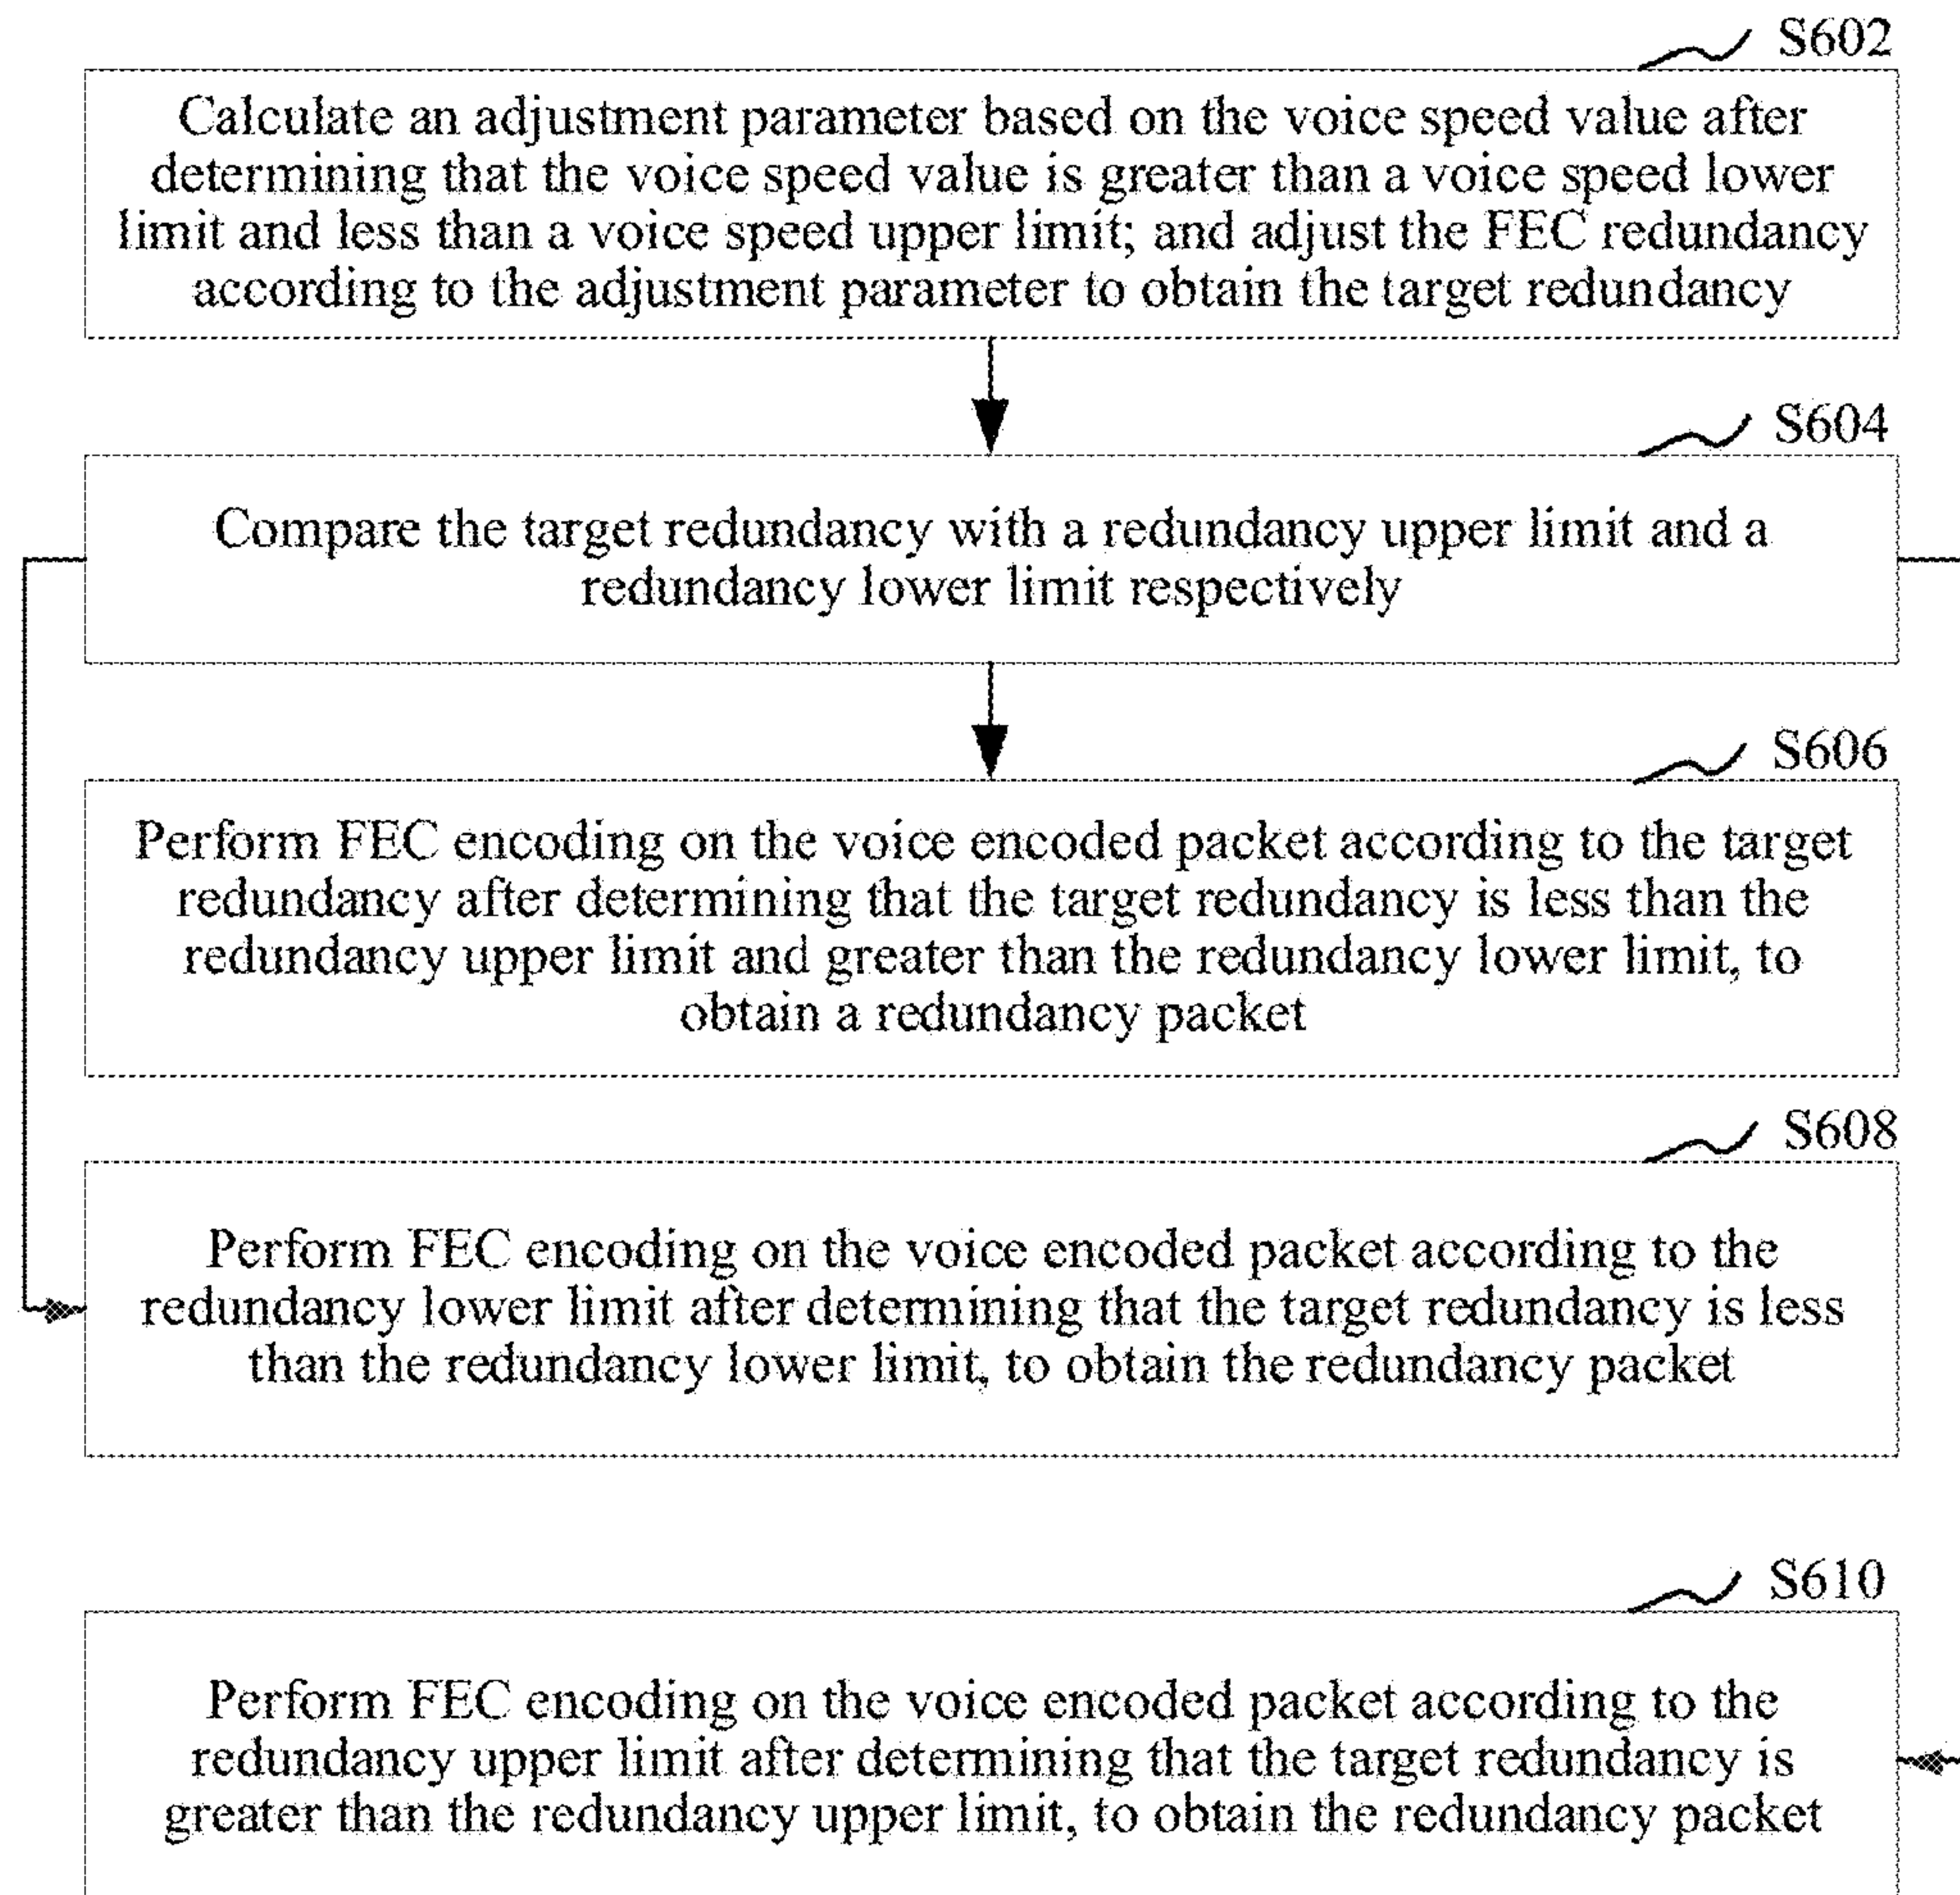 S602
Calculate an adjustment parameter based on the voice speed value after
determining that the voice speed value is greater than a voice speed lower
limit and less than a voice speed upper limit; and adjust the FEC redundancy
according to the adjustment parameter to obtain the target redundancy
S604
Compare the target redundancy with a redundancy upper limit and a
redundancy lower limit respectively
S606
Perform FEC encoding on the voice encoded packet according to the target
redundancy after determining that the target redundancy is less than the
redundancy upper limit and greater than the redundancy lower limit, to
obtain a redundancy packet
S608
Perform FEC encoding on the voice encoded packet according to the
redundancy lower limit after determining that the target redundancy is less
than the redundancy lower limit, to obtain the redundancy packet
S610
Perform FEC encoding on the voice encoded packet according to the
redundancy upper limit after determining that the target redundancy is
greater than the redundancy upper limit, to obtain the redundancy packet